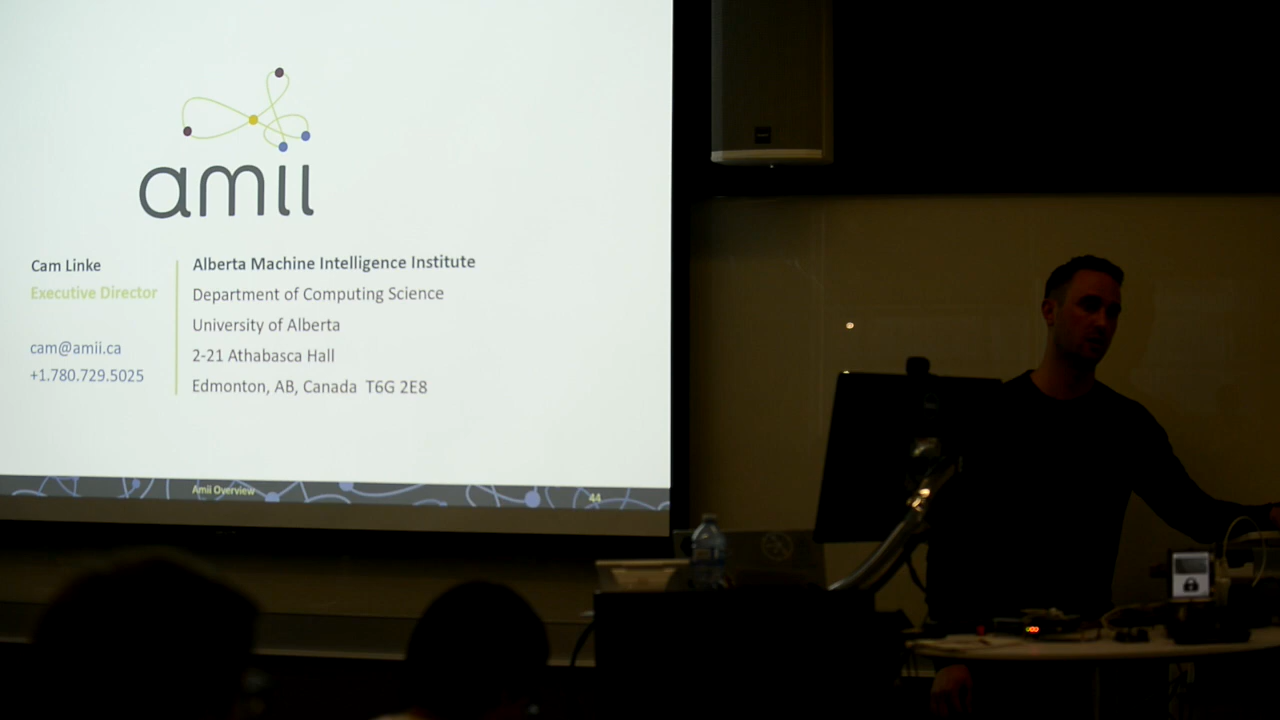 amii
Cam Linke
Executive Director
cam@amii.ca
+1.780.729.5025
Alberta Machine Intelligence Institute
Department of Computing Science
University of Alberta
2-21 Athabasca Hall
Edmonton, AB, Canada T6G 2E8
Amii Overview
44